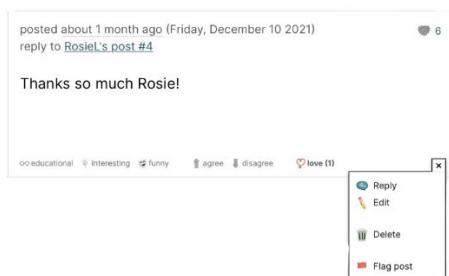 posted about 1 month ago (Friday, December 10 2021)
6
reply to RosieL's post #4
Thanks so much Rosie!
educational interesting funny agree disagree love (1)
x
Reply
Edit
Delete
Flag post